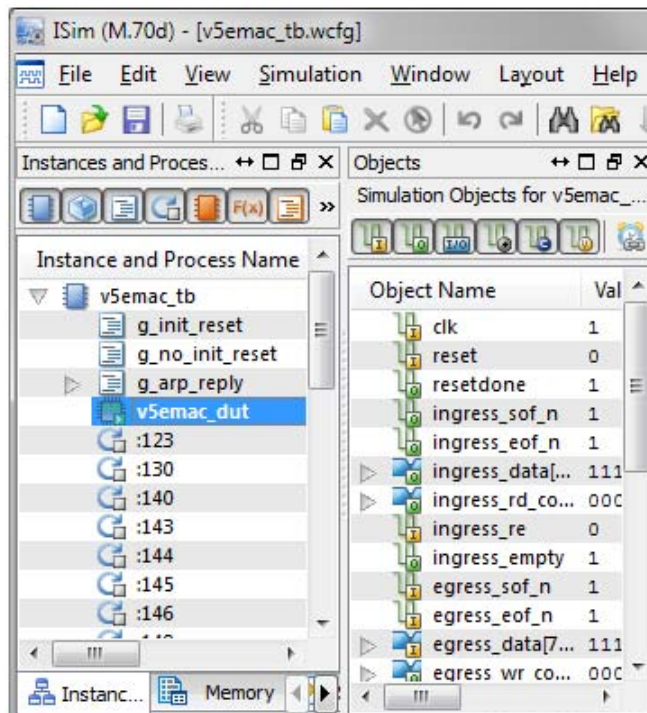 ISim (M.70d) - [v5emac_tb.wcfg]
File Edit View Simulation Window Layout Help
Instances and Proces...
Objects
Simulation Objects for v5emac_...
F(x)
»
I O I/O
Instance and Process Name
Object Name Val
v5emac_tb
g_init_reset
g_no_init_reset
g_arp_reply
v5emac_dut
:123
:130
:140
:143
:144
:145
:146
clk 1
reset 0
resetdone 1
ingress_sof_n 1
ingress_eof_n 1
ingress_data[... 111
ingress_rd_co... 000
ingress_re 0
ingress_empty 1
egress_sof_n 1
egress_eof_n 1
egress_data[7... 111
egress_wr_co... 000
Instanc... Memory